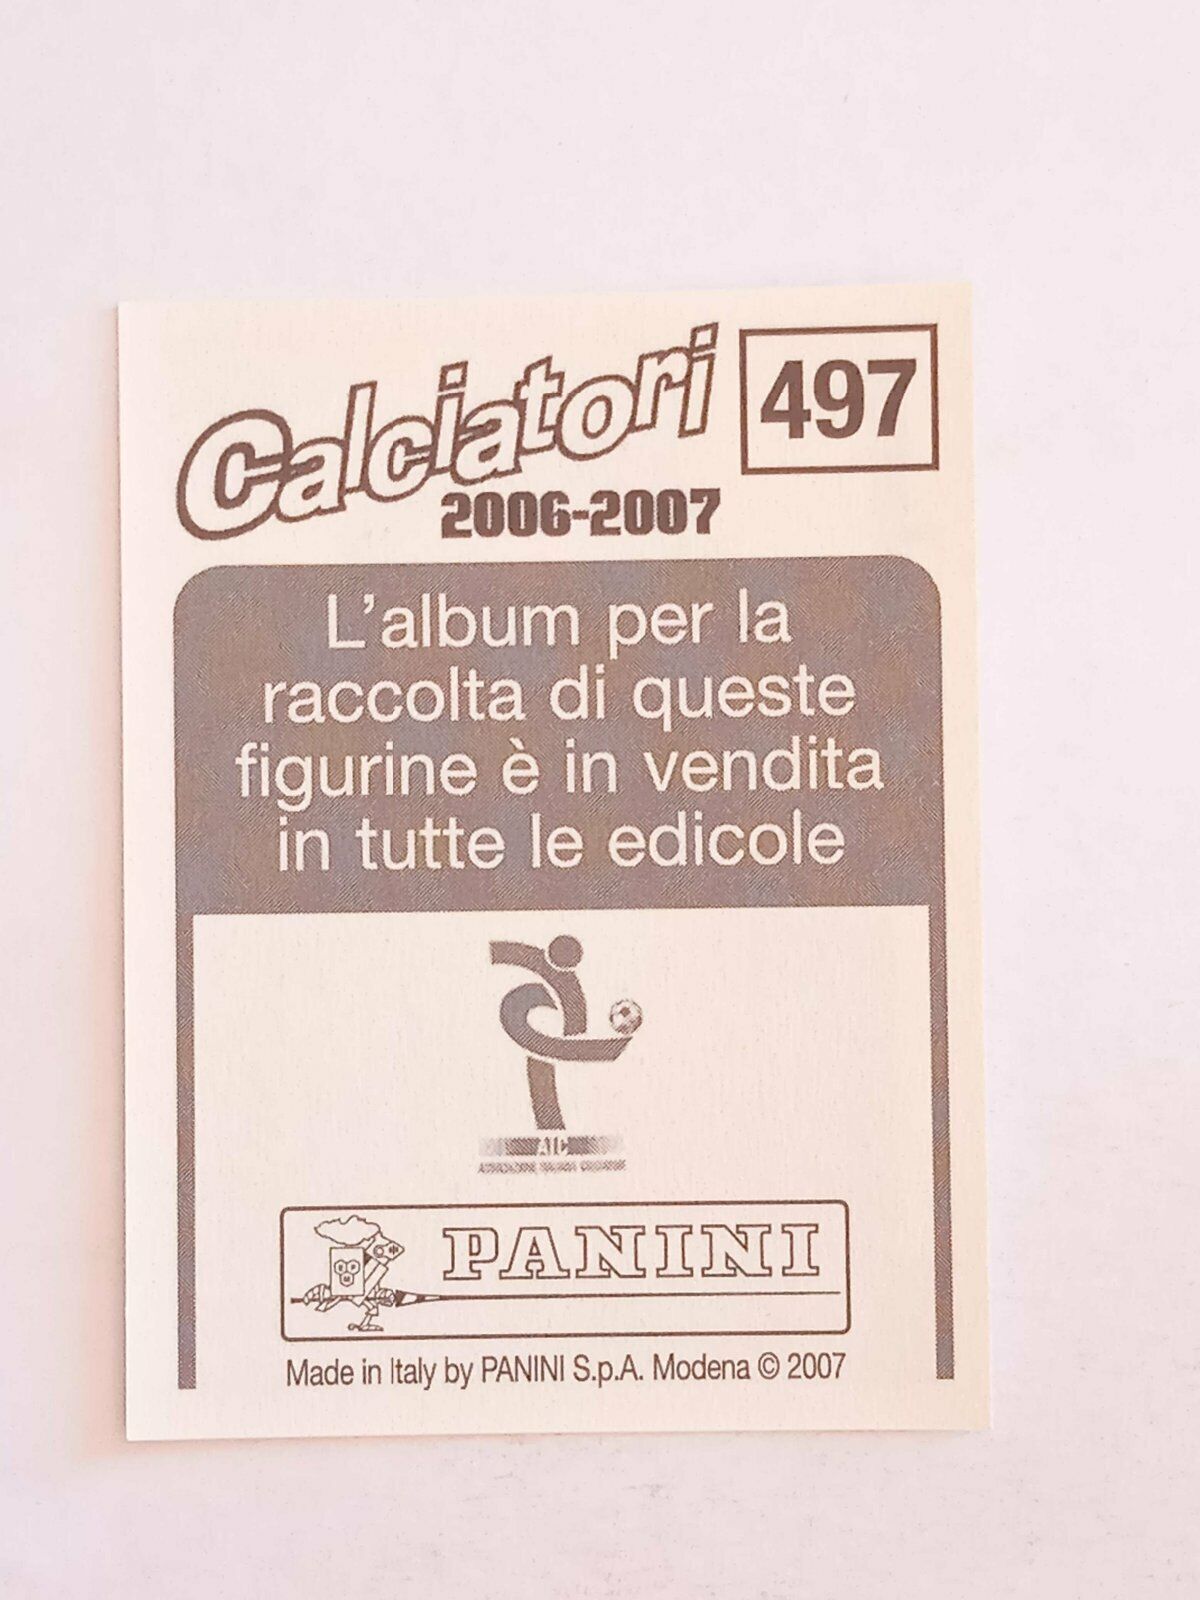 Calciatori
497
2006-2007
L'album per la
raccolta di queste
figurine è in vendita
in tutte le edicole
AIC
PANINI
Made in Italy by PANINI S.p.A. Modena © 2007